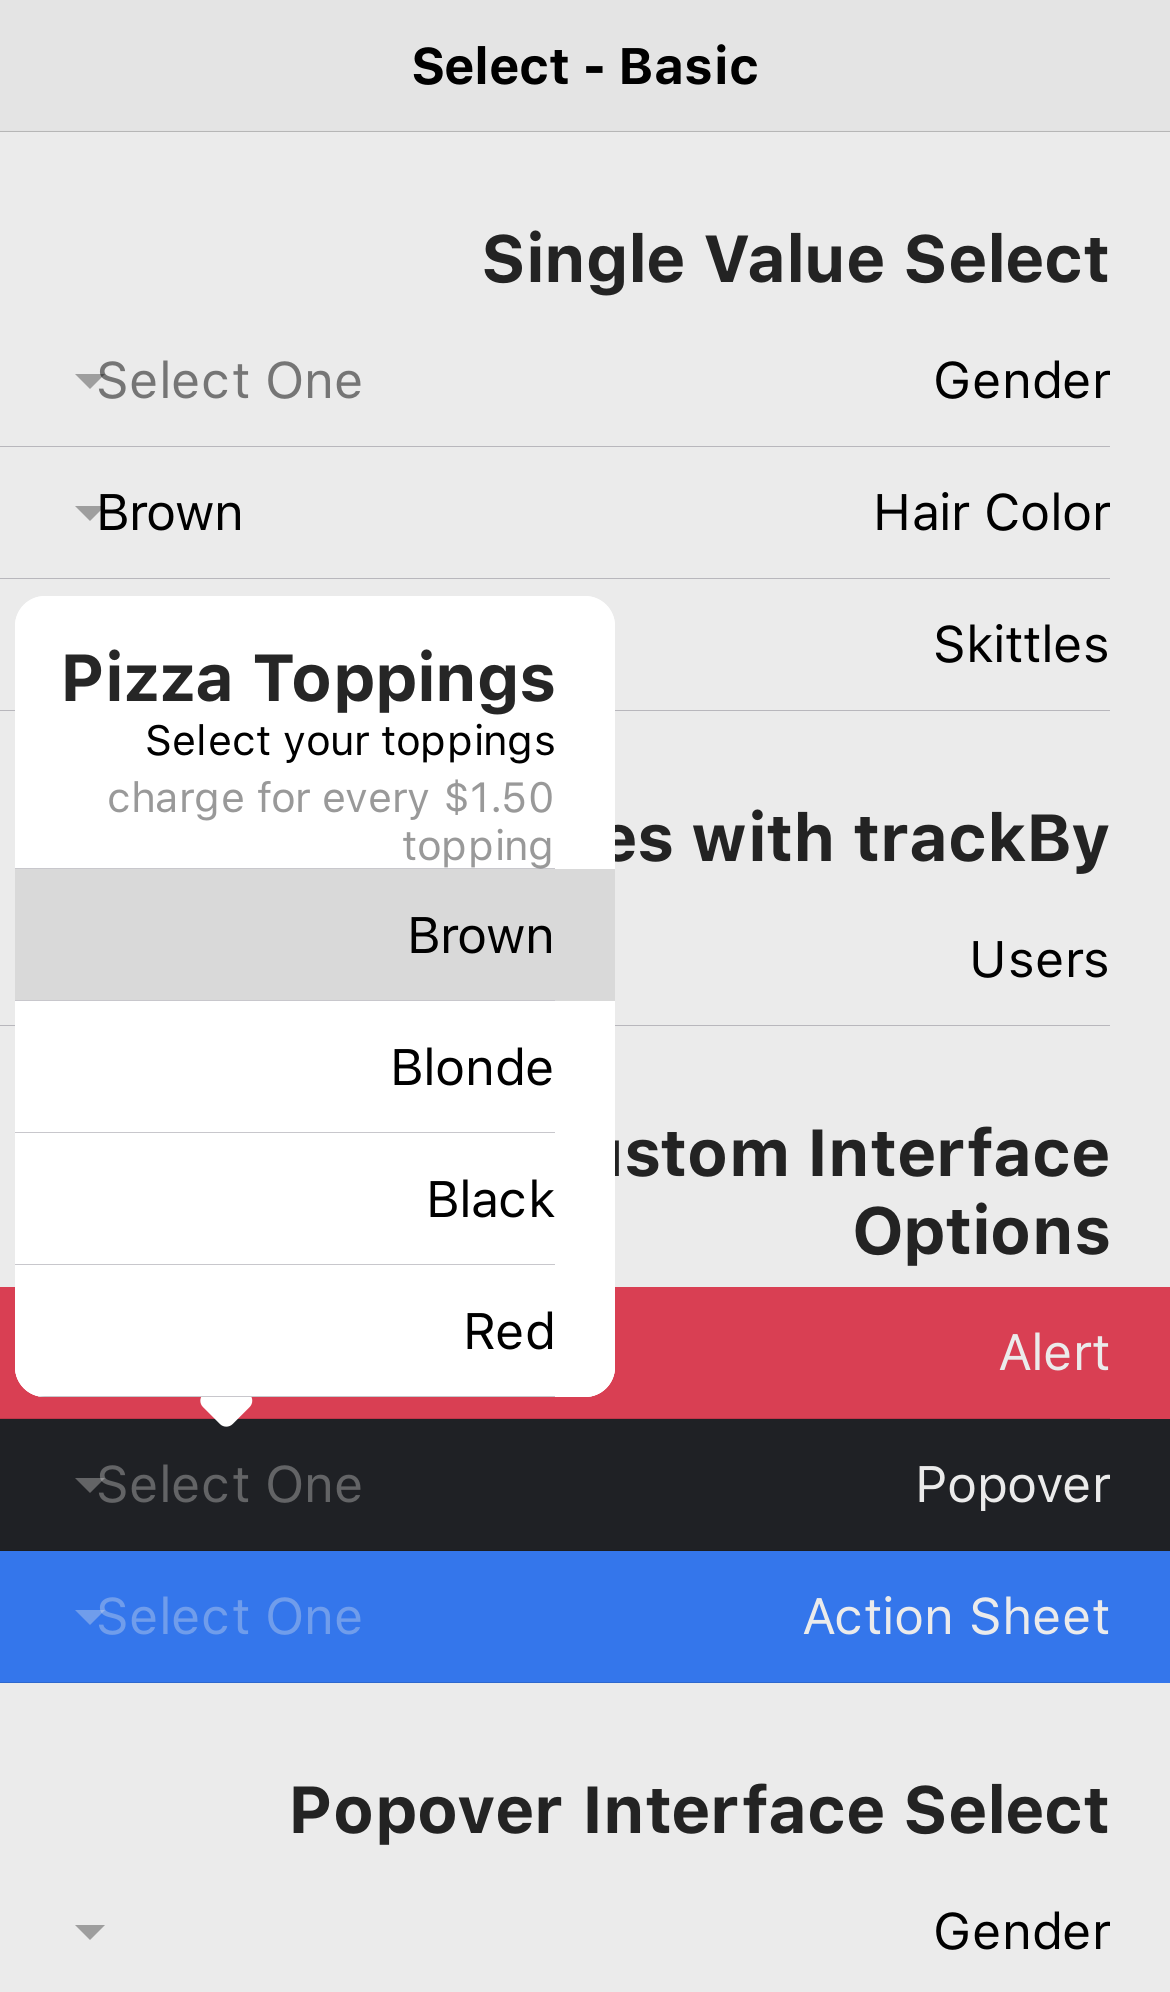 Select - Basic
Single Value Select
Gender
Select One
Hair Color
Brown
Skittles
Pizza Toppings
Select your toppings
charge for every $1.50
topping
Brown
Blonde
Black
Red
with trackBy
Users
Interface
Options
Alert
Popover
Select One
Action Sheet
Select One
Popover Interface Select
Gender